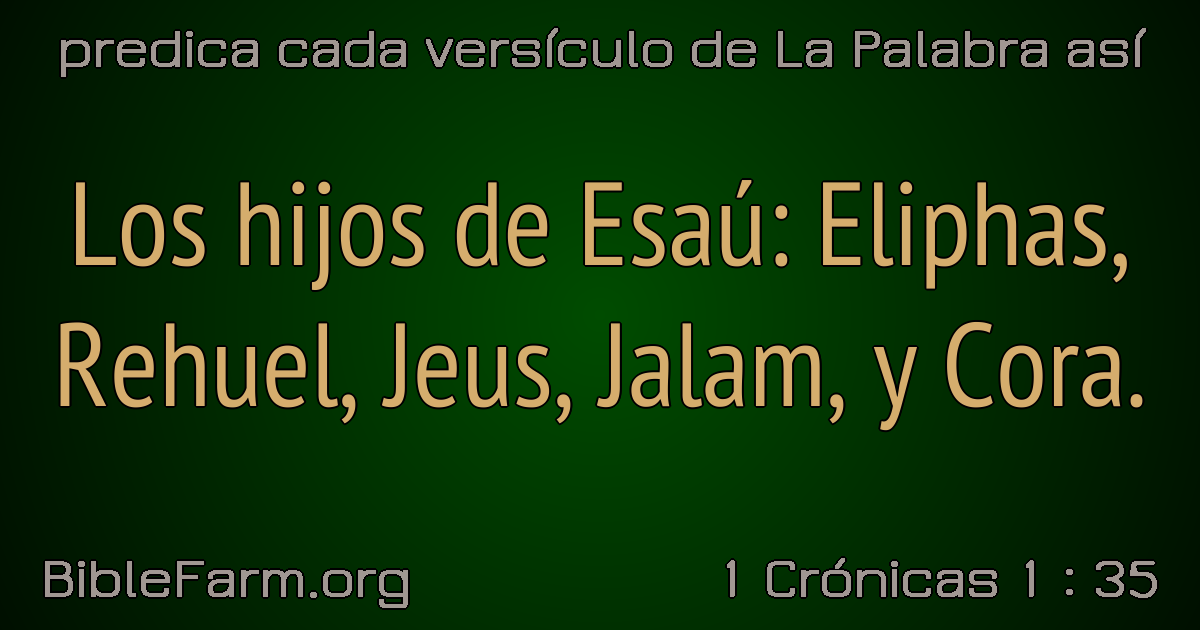 predica cada versículo de La Palabra así
Los hijos de Esaú: Eliphas,
Rehuel, Jeus, Jalam, y Cora.
BibleFarm.org
1 Crónicas 1 : 35